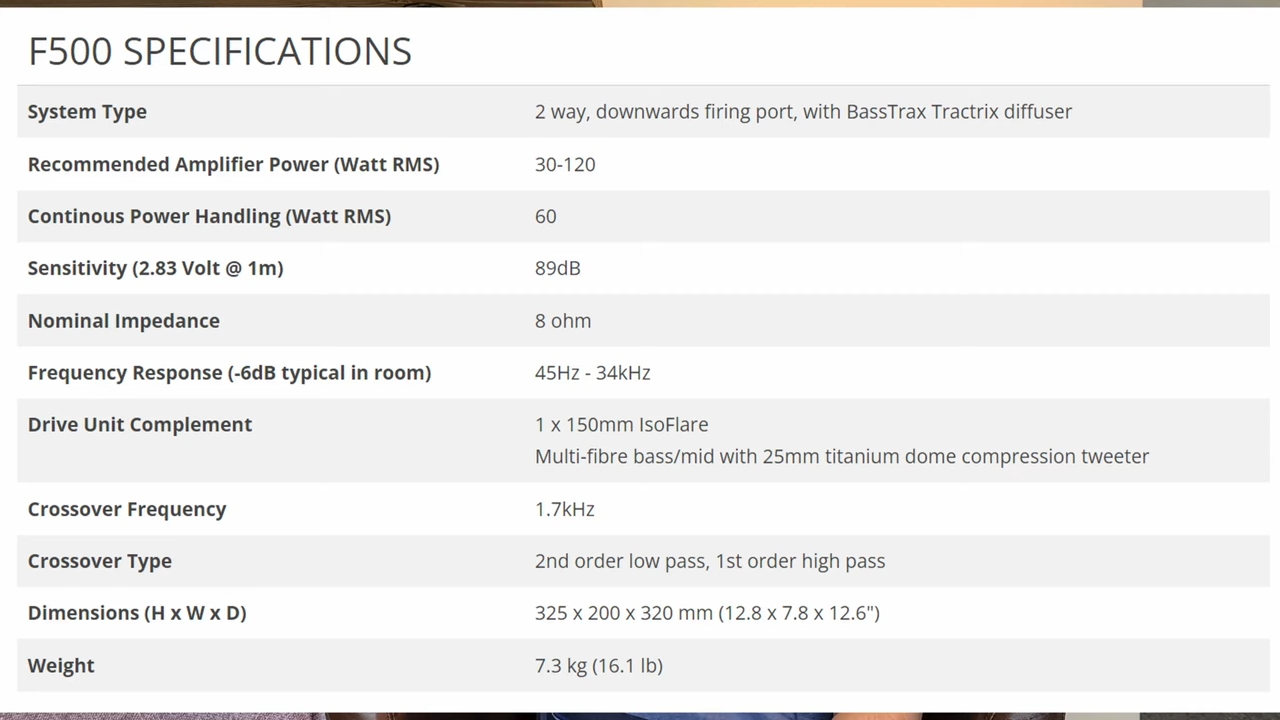 F500 SPECIFICATIONS
System Type 2 way, downwards firing port, with BassTrax Tractrix diffuser
Recommended Amplifier Power (Watt RMS) 30-120
Continous Power Handling (Watt RMS) 60
Sensitivity (2.83 Volt @ 1m) 89dB
Nominal Impedance 8 ohm
Frequency Response (-6dB typical in room) 45Hz - 34kHz
Drive Unit Complement 1 x 150mm IsoFlare
Multi-fibre bass/mid with 25mm titanium dome compression tweeter
Crossover Frequency 1.7kHz
Crossover Type 2nd order low pass, 1st order high pass
Dimensions (H x W x D) 325 x 200 x 320 mm (12.8 x 7.8 x 12.6")
Weight 7.3 kg (16.1 lb)